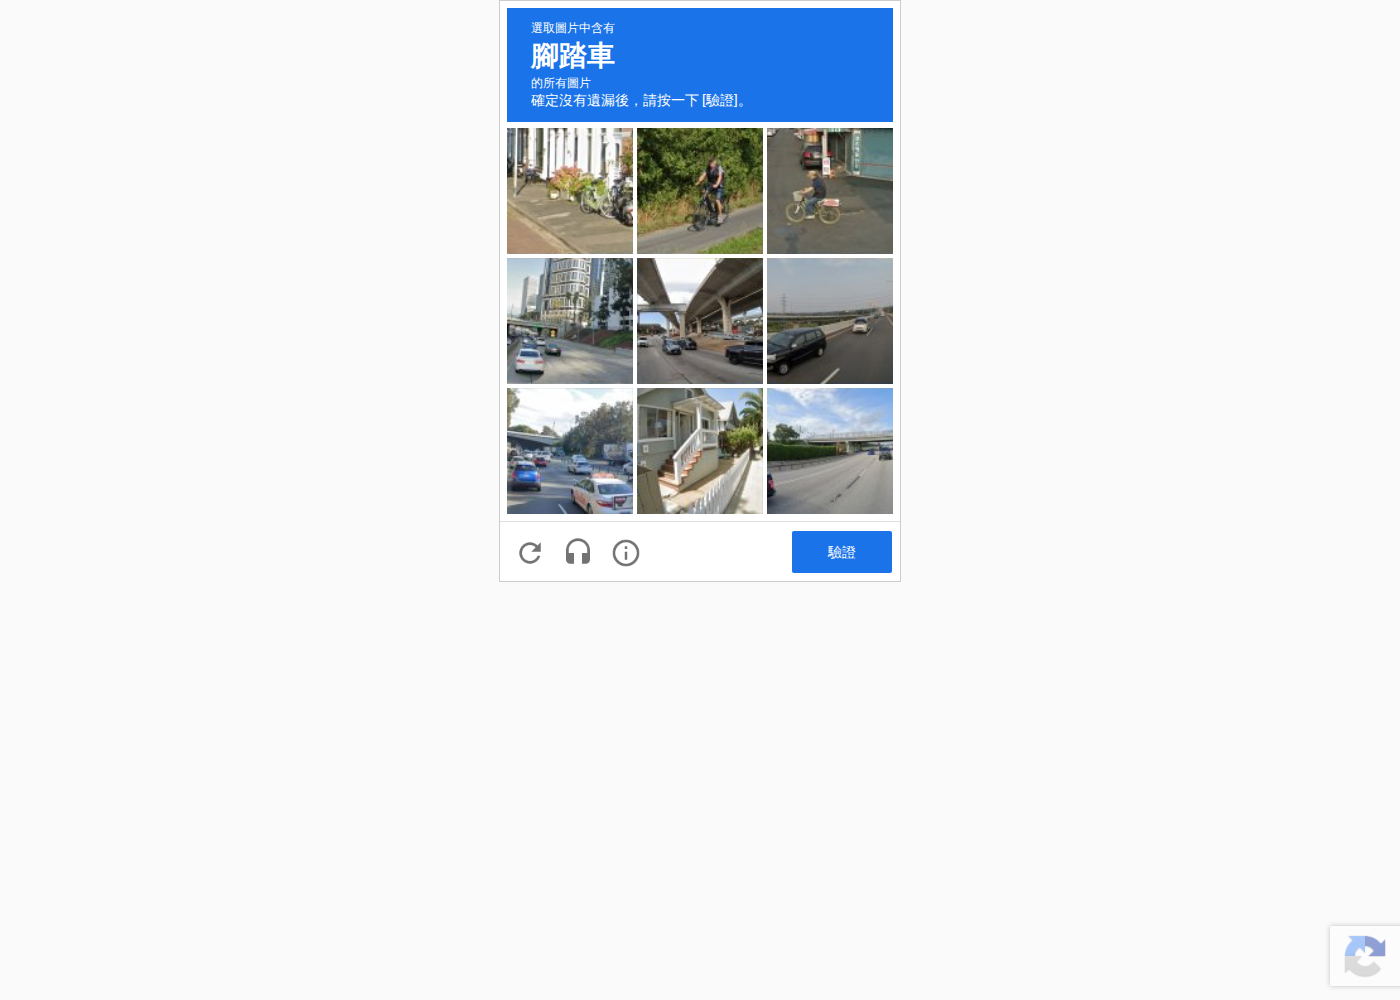 選取圖片中含有
腳踏車
的所有圖片
確定沒有遺漏後，請按一下 [驗證]。
驗證